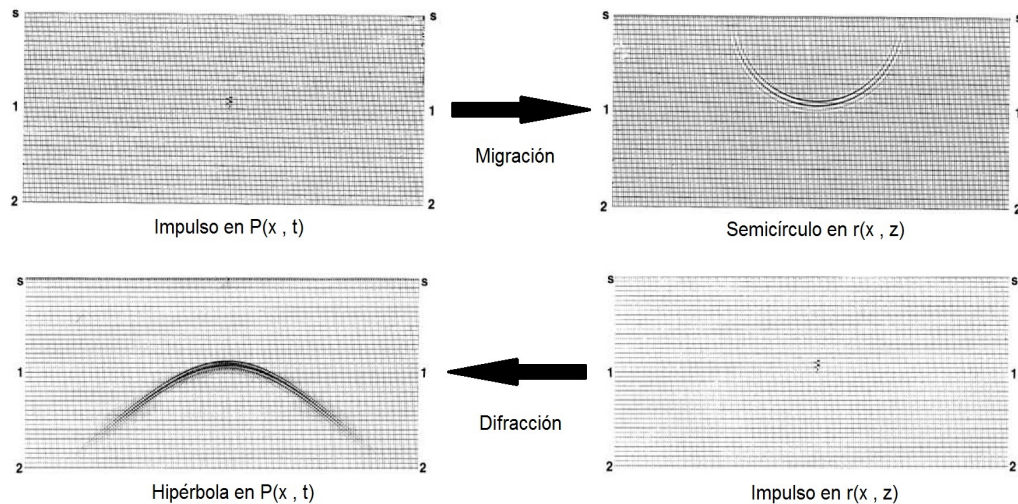 s
s
s
s
1
1
1
1
2
2
2
2
Migración
Impulso en P(x , t)
Semicírculo en r(x , z)
s
s
s
s
1
1
1
1
2
2
2
2
Difracción
Hipérbola en P(x , t)
Impulso en r(x , z)